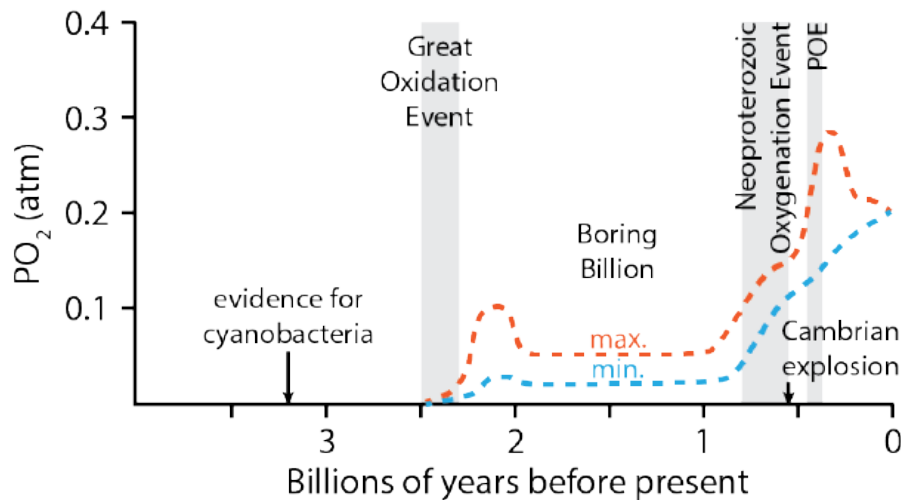 0.4
0.3
0.2
0.1
PO2 (atm)
Great
Oxidation
Event
Neoproterozoic
Oxygenation Event
POE
Boring
Billion
evidence for
cyanobacteria
max.
min.
Cambrian
explosion
3
2
1
0
Billions of years before present